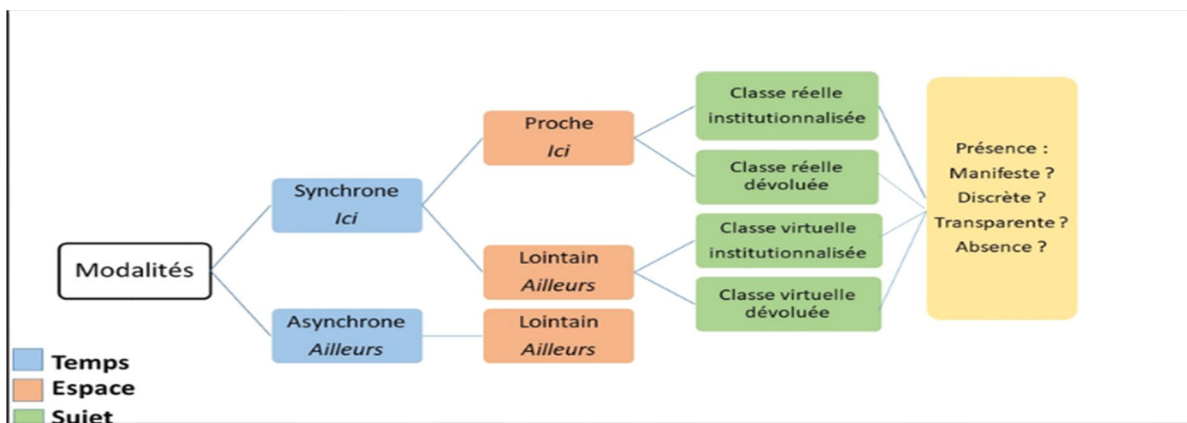 Modalités
Synchrone
Ici
Asynchrone
Ailleurs
Proche
Ici
Lointain
Ailleurs
Lointain
Ailleurs
Classe réelle
institutionnalisée
Classe réelle
dévoluée
Classe virtuelle
institutionnalisée
Classe virtuelle
dévoluée
Présence :
Manifeste ?
Discrète ?
Transparente ?
Absence ?
Temps
Espace
Sujet